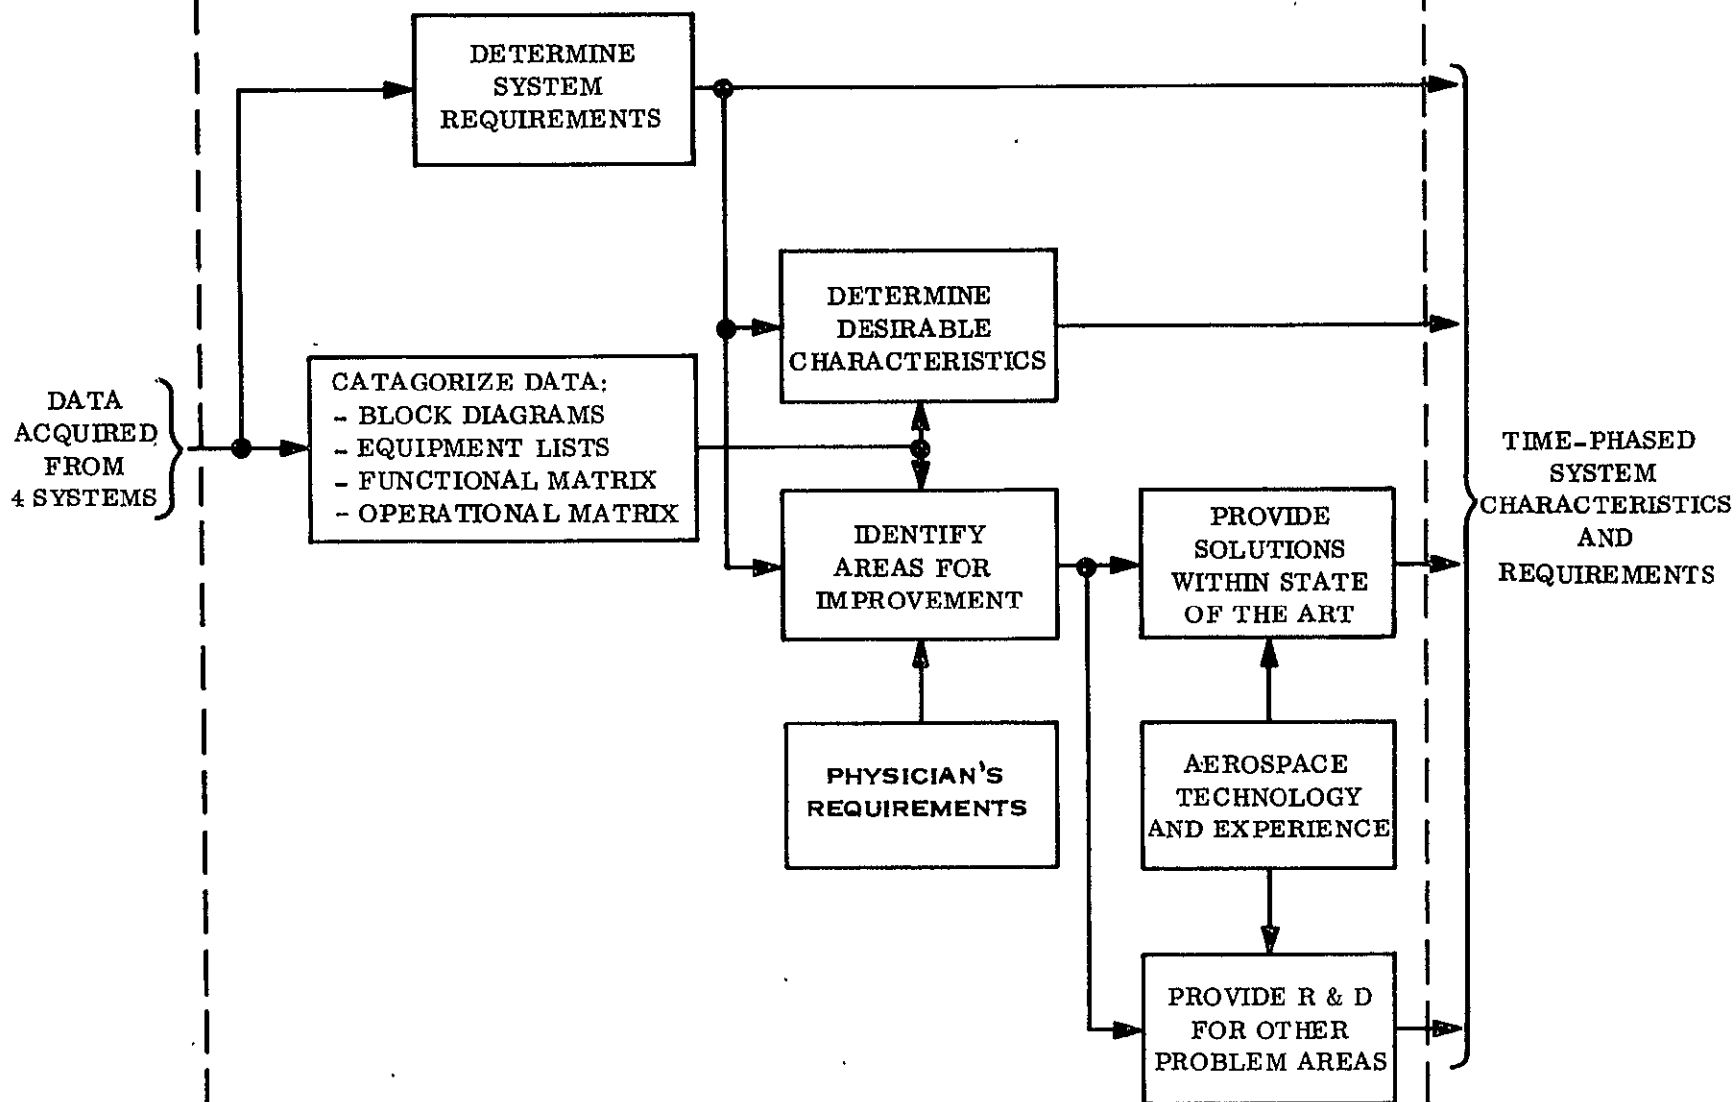 DETERMINE
SYSTEM
REQUIREMENTS
DETERMINE
DESIRABLE
CHARACTERISTICS
DATA
ACQUIRED
FROM
4 SYSTEMS
CATAGORIZE DATA:
- BLOCK DIAGRAMS
- EQUIPMENT LISTS
- FUNCTIONAL MATRIX
- OPERATIONAL MATRIX
IDENTIFY
AREAS FOR
IMPROVEMENT
PROVIDE
SOLUTIONS
WITHIN STATE
OF THE ART
TIME-PHASED
SYSTEM
CHARACTERISTICS
AND
REQUIREMENTS
PHYSICIAN'S
REQUIREMENTS
AEROSPACE
TECHNOLOGY
AND EXPERIENCE
PROVIDE R & D
FOR OTHER
PROBLEM AREAS